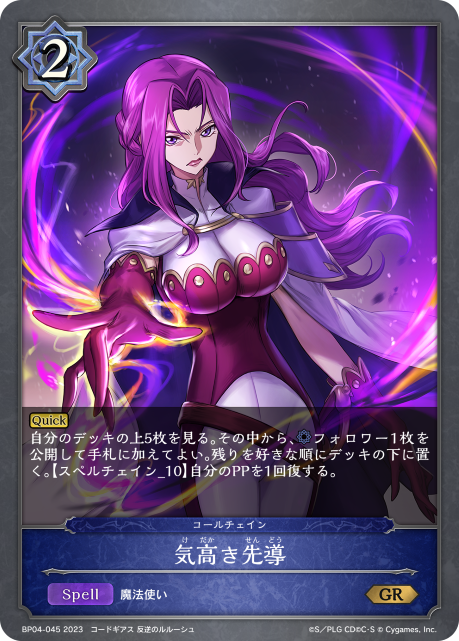 2
Quick
自分のデッキの上5枚を見る。その中から、フォロワー1枚を
公開して手札に加えてよい。残りを好きな順にデッキの下に置
く。【スペルチェイン_10】自分のPPを1回復する。
コールチェイン
けだか せんどう
気高き先導
Spell 魔法使い GR
BP04-045 2023 コードギアス 反逆のルルーシュ ©S／PLG CD©C-S © Cygames, Inc.